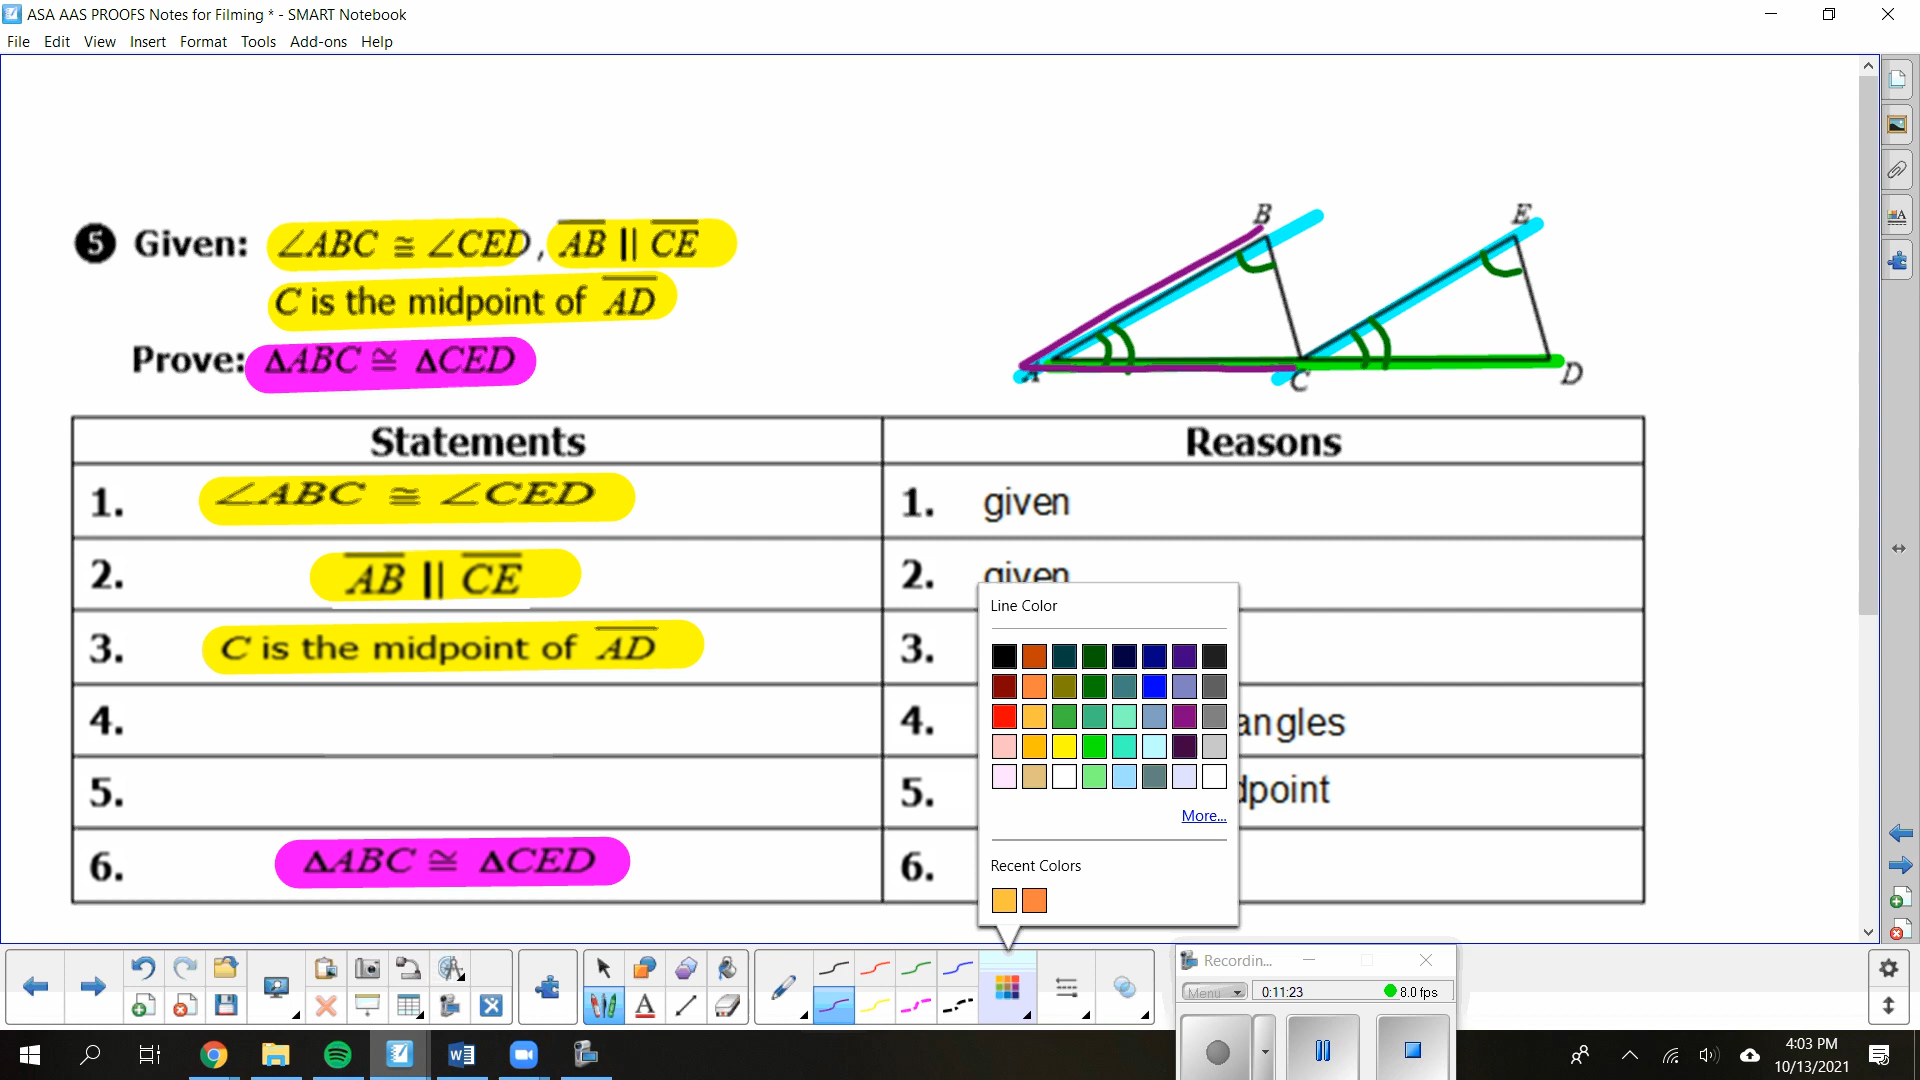 ASA AAS PROOFS Notes for Filming * - SMART Notebook
File Edit View Insert Format Tools Add-ons Help
5 Given: ∠ABC ≅ ∠CED, AB || CE
C is the midpoint of AD
Prove: ΔABC ≅ ΔCED
B E
A C D
Statements Reasons
1. ∠ABC ≅ ∠CED 1. given
2. AB || CE 2. given
3. C is the midpoint of AD 3.
4. 4. angles
5. 5. dpoint
6. ΔABC ≅ ΔCED 6.
Line Color
More...
Recent Colors
Recordin...
Menu 0:11:23 8.0 fps
4:03 PM
10/13/2021